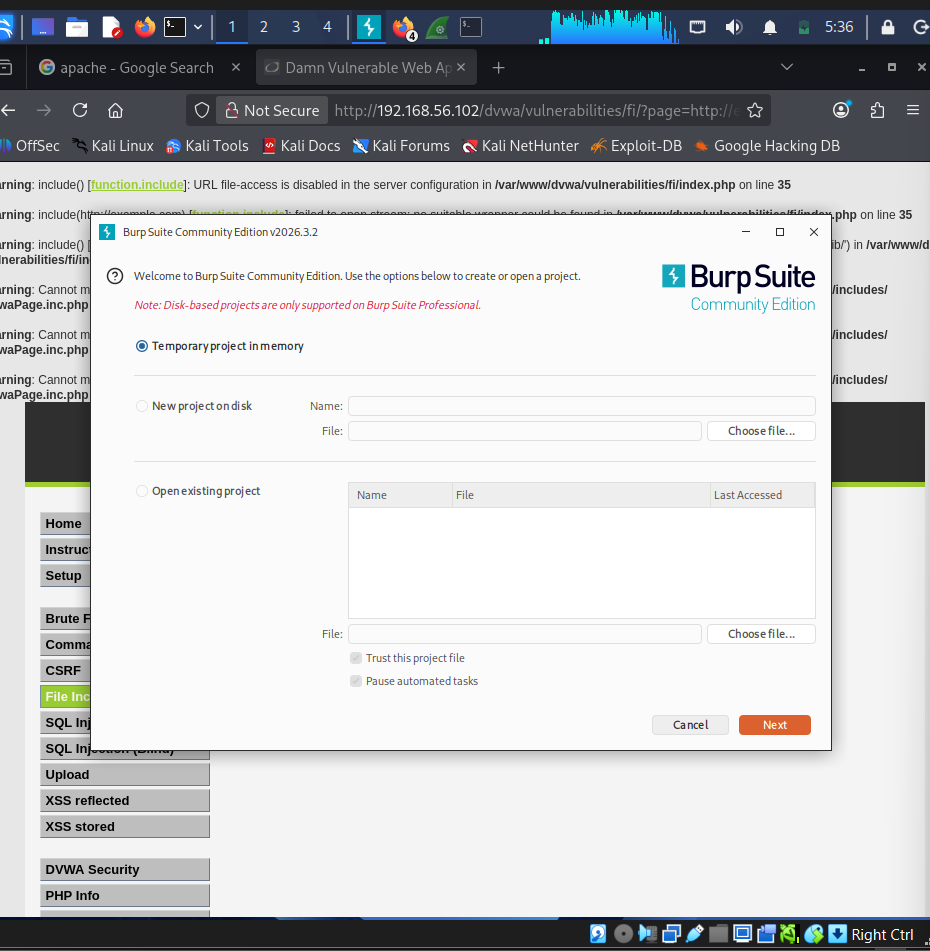 1 2 3 4 4 5:36
apache - Google Search
Damn Vulnerable Web Ap
Not Secure http://192.168.56.102/dvwa/vulnerabilities/fi/?page=http://e
OffSec Kali Linux Kali Tools Kali Docs Kali Forums Kali NetHunter Exploit-DB Google Hacking DB
arning: include() [function.include]: URL file-access is disabled in the server configuration in /var/www/dvwa/vulnerabilities/fi/index.php on line 35
arning: include(http://example.com) [function.include]: failed to open stream: no suitable wrapper could be found in /var/www/dvwa/vulnerabilities/fi/index.php on line 35
arning: include() [ ib/') in /var/www/d
lnerabilities/fi/in
arning: Cannot m /includes/
waPage.inc.php
arning: Cannot m /includes/
waPage.inc.php
arning: Cannot m /includes/
waPage.inc.php
Burp Suite Community Edition v2026.3.2
Welcome to Burp Suite Community Edition. Use the options below to create or open a project.
Note: Disk-based projects are only supported on Burp Suite Professional.
Burp Suite
Community Edition
Temporary project in memory
New project on disk Name:
File: Choose file...
Open existing project
Name File Last Accessed
File: Choose file...
Trust this project file
Pause automated tasks
Cancel Next
Home
Instruc
Setup
Brute F
Comma
CSRF
File Inc
SQL Inj
SQL Injection (Blind)
Upload
XSS reflected
XSS stored
DVWA Security
PHP Info
Right Ctrl